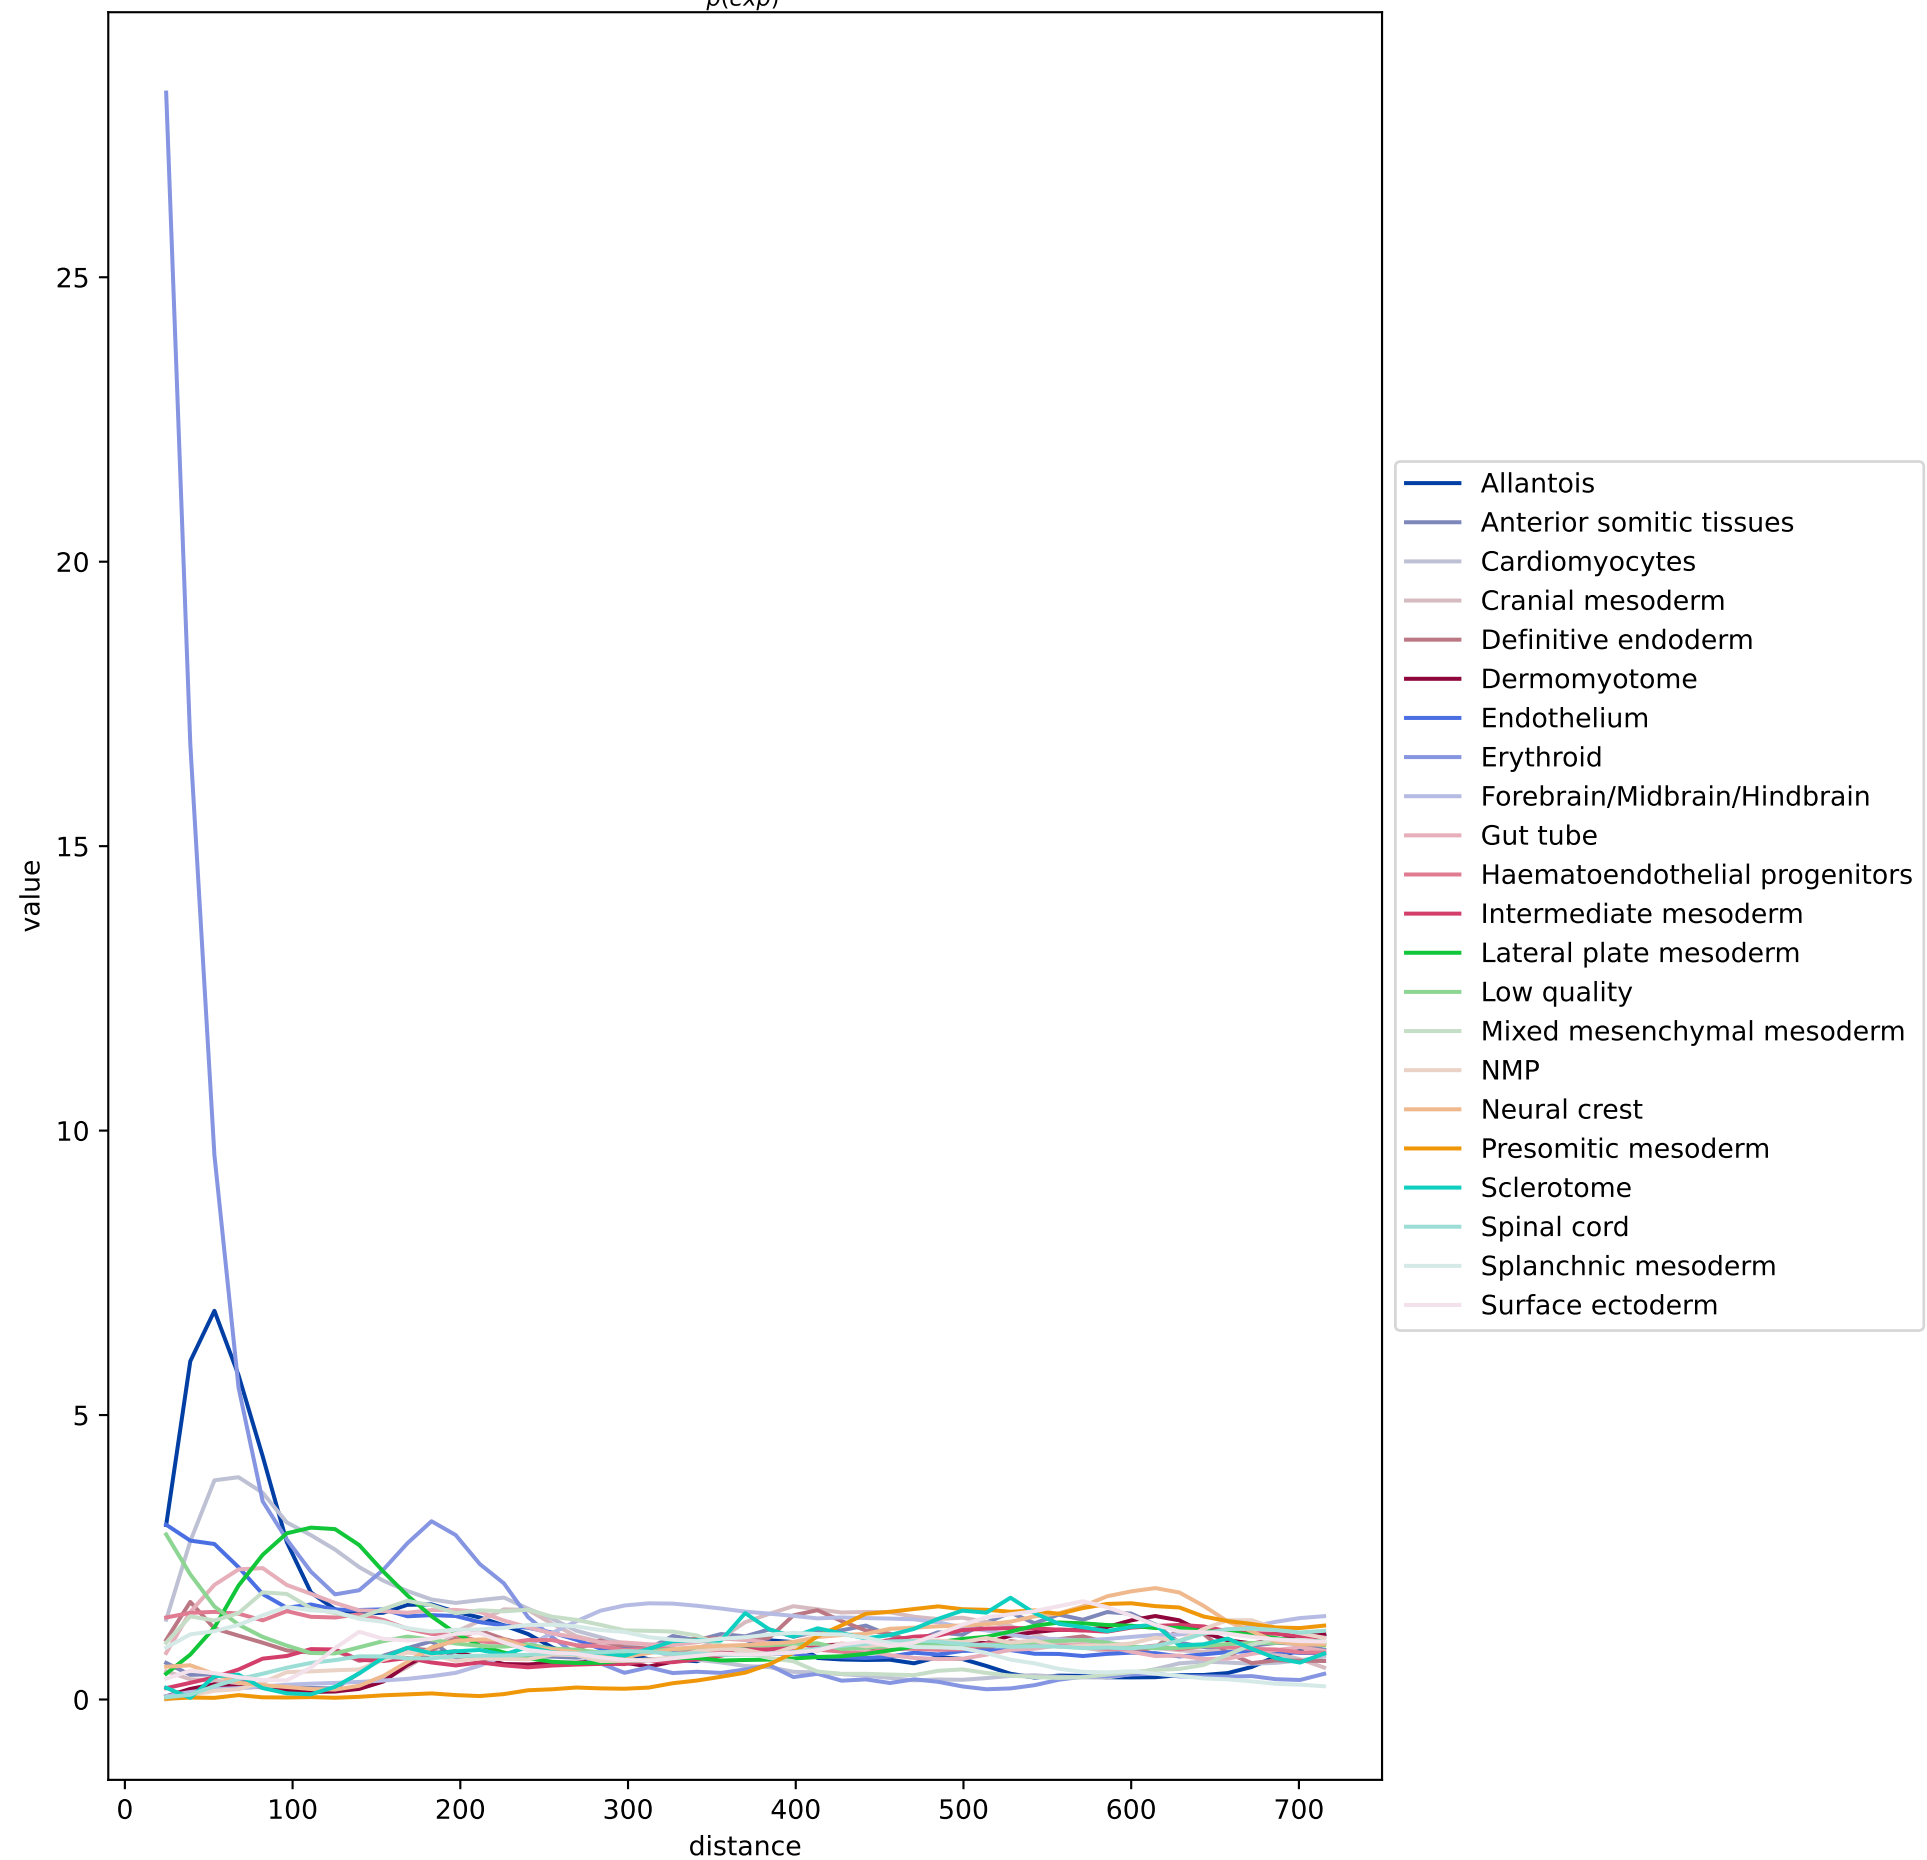 p(exp)
25
20
15
10
5
0
value
0 100 200 300 400 500 600 700
distance
Allantois
Anterior somitic tissues
Cardiomyocytes
Cranial mesoderm
Definitive endoderm
Dermomyotome
Endothelium
Erythroid
Forebrain/Midbrain/Hindbrain
Gut tube
Haematoendothelial progenitors
Intermediate mesoderm
Lateral plate mesoderm
Low quality
Mixed mesenchymal mesoderm
NMP
Neural crest
Presomitic mesoderm
Sclerotome
Spinal cord
Splanchnic mesoderm
Surface ectoderm